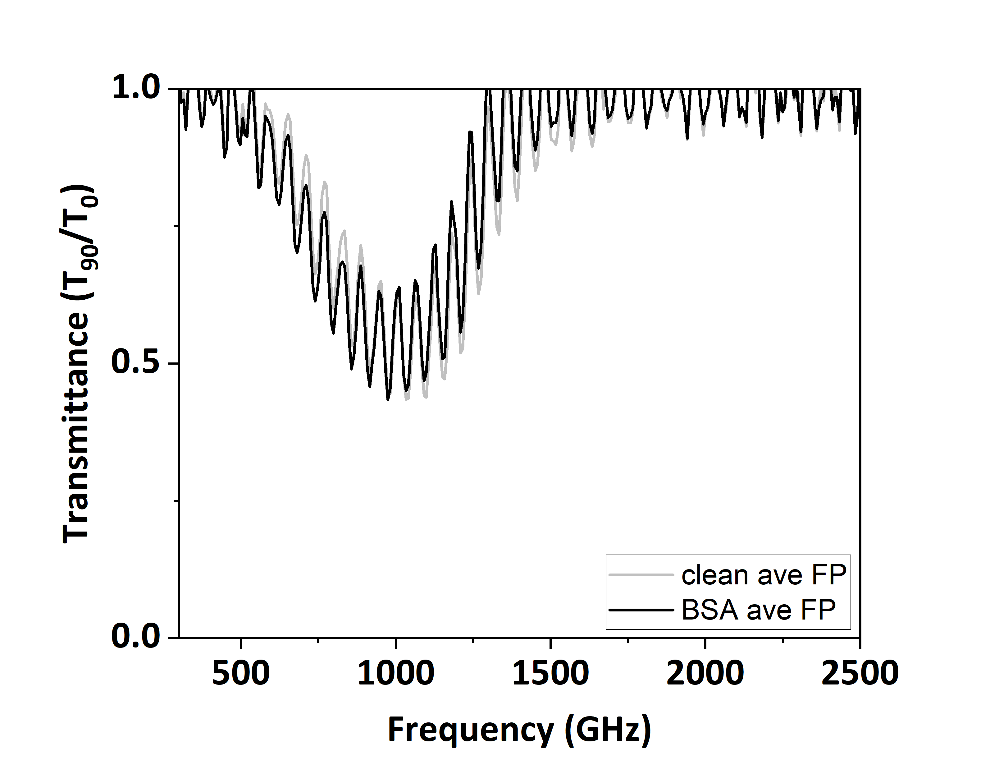 1.0
0.5
0.0
Transmittance (T90/T0)
500 1000 1500 2000 2500
Frequency (GHz)
clean ave FP
BSA ave FP